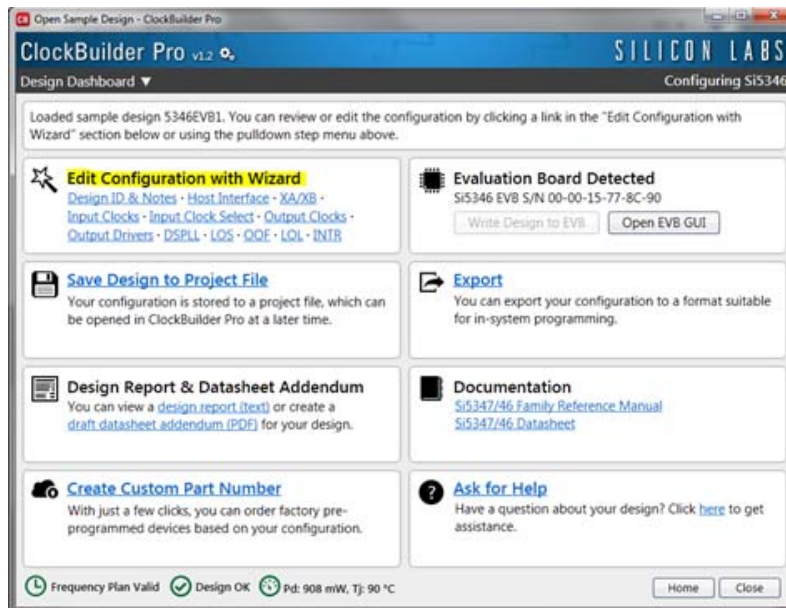 Open Sample Design - ClockBuilder Pro
ClockBuilder Pro v1.2
SILICON LABS
Design Dashboard ▼
Configuring Si5346
Loaded sample design 5346EVB1. You can review or edit the configuration by clicking a link in the "Edit Configuration with
Wizard" section below or using the pulldown step menu above.
Edit Configuration with Wizard
Design ID & Notes · Host Interface · XA/XB ·
Input Clocks · Input Clock Select · Output Clocks ·
Output Drivers · DSPLL · LOS · OOF · LOL · INTR
Evaluation Board Detected
Si5346 EVB S/N 00-00-15-77-8C-90
Write Design to EVB
Open EVB GUI
Save Design to Project File
Your configuration is stored to a project file, which can
be opened in ClockBuilder Pro at a later time.
Export
You can export your configuration to a format suitable
for in-system programming.
Design Report & Datasheet Addendum
You can view a design report (text) or create a
draft datasheet addendum (PDF) for your design.
Documentation
Si5347/46 Family Reference Manual
Si5347/46 Datasheet
Create Custom Part Number
With just a few clicks, you can order factory pre-
programmed devices based on your configuration.
Ask for Help
Have a question about your design? Click here to get
assistance.
Frequency Plan Valid
Design OK
Pd: 908 mW, Tj: 90 °C
Home
Close